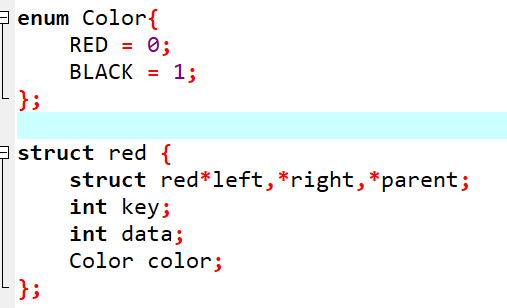 enum Color{
RED = 0;
BLACK = 1;
};
struct red {
struct red*left,*right,*parent;
int key;
int data;
Color color;
};